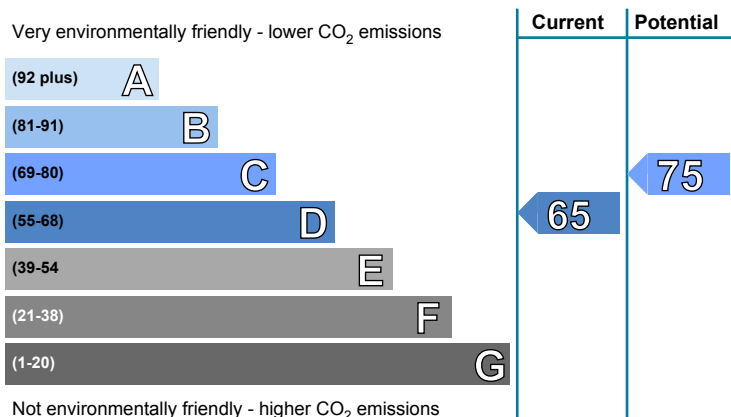 Very environmentally friendly - lower CO2 emissions
Current
Potential
(92 plus) A
(81-91) B
(69-80) C
75
(55-68) D
65
(39-54 E
(21-38) F
(1-20) G
Not environmentally friendly - higher CO2 emissions